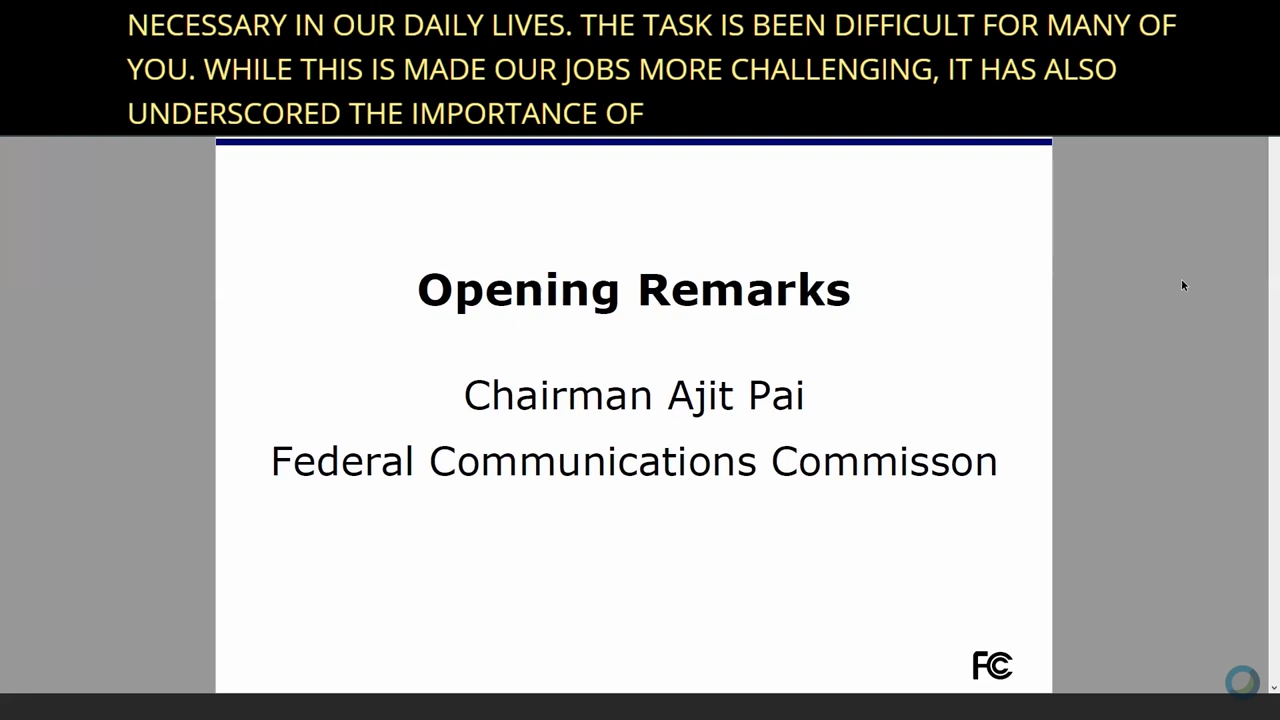 NECESSARY IN OUR DAILY LIVES. THE TASK IS BEEN DIFFICULT FOR MANY OF
YOU. WHILE THIS IS MADE OUR JOBS MORE CHALLENGING, IT HAS ALSO
UNDERSCORED THE IMPORTANCE OF
Opening Remarks
Chairman Ajit Pai
Federal Communications Commisson
FCC